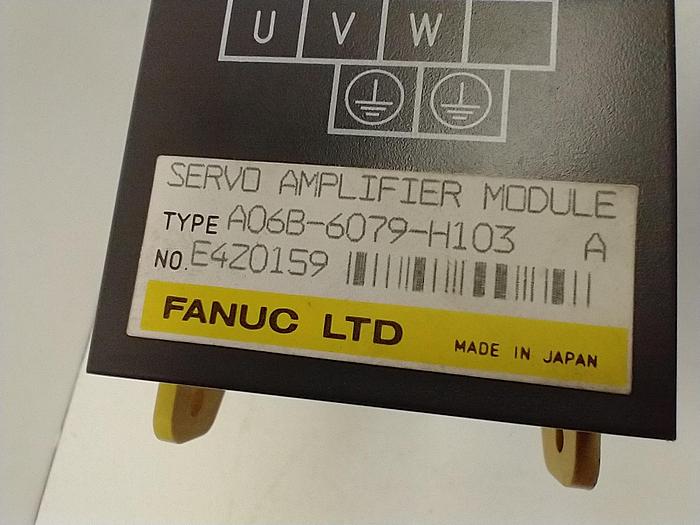 U V W
SERVO AMPLIFIER MODULE
TYPE A06B-6079-H103 A
NO. E4Z0159
FANUC LTD MADE IN JAPAN